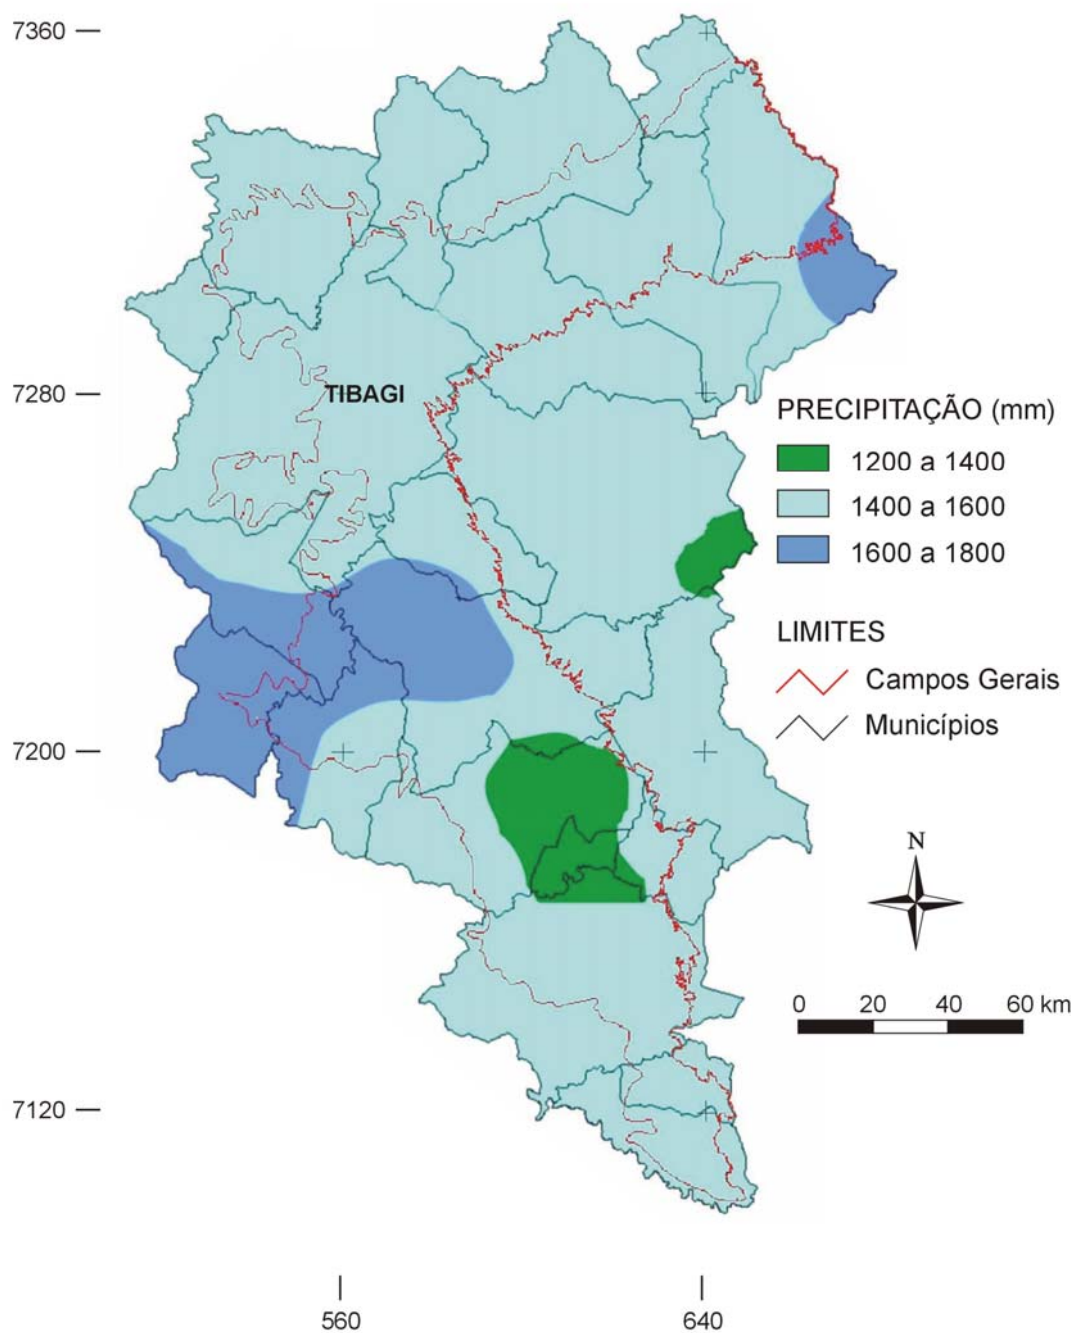 7360
7280
TIBAGI
PRECIPITAÇÃO (mm)
1200 a 1400
1400 a 1600
1600 a 1800
LIMITES
Campos Gerais
Municípios
7200
N
0 20 40 60 km
7120
560 640